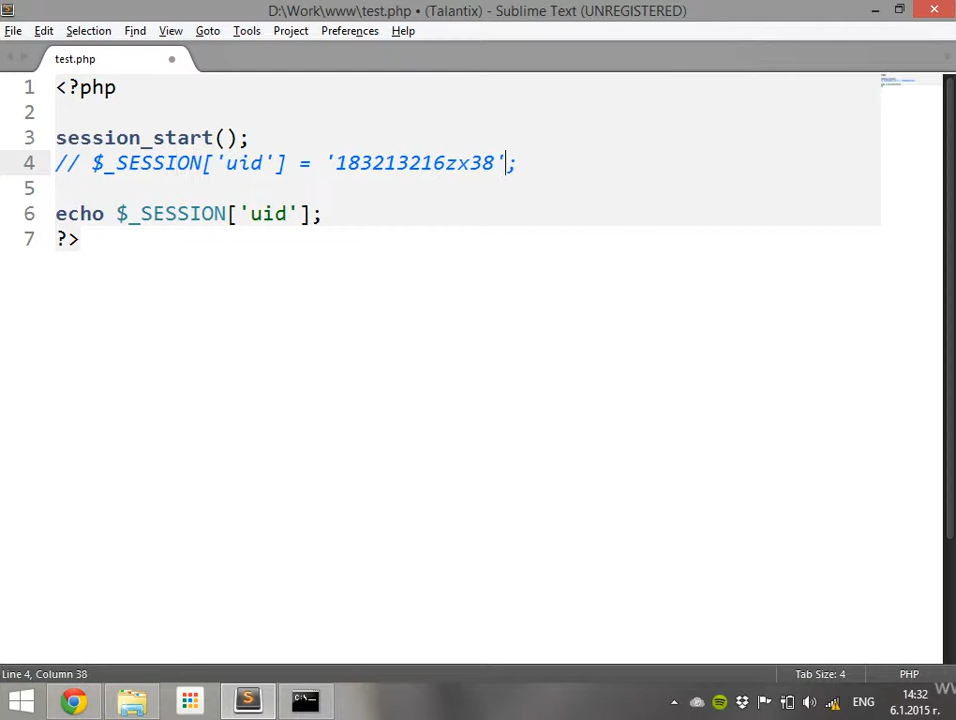 D:\Work\www\test.php • (Talantix) - Sublime Text (UNREGISTERED)
File Edit Selection Find View Goto Tools Project Preferences Help
test.php
1 <?php
2
3 session_start();
4 // $_SESSION['uid'] = '183213216zx38';
5
6 echo $_SESSION['uid'];
7 ?>
Line 4, Column 38 Tab Size: 4 PHP
C:\_
ЕНГ
14:32
6.1.2015 г.